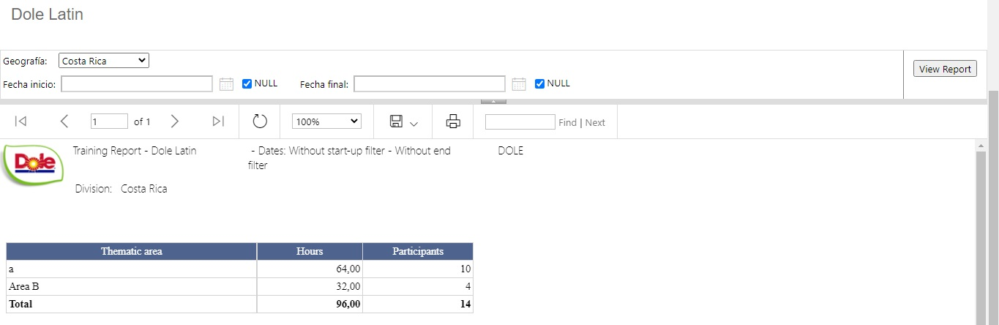 Dole Latin
Geografía: Costa Rica View Report
Fecha inicio: NULL Fecha final: NULL
1 of 1 100% Find | Next
Dole Training Report - Dole Latin - Dates: Without start-up filter - Without end DOLE
filter
Division: Costa Rica
Thematic area Hours Participants
a 64,00 10
Area B 32,00 4
Total 96,00 14